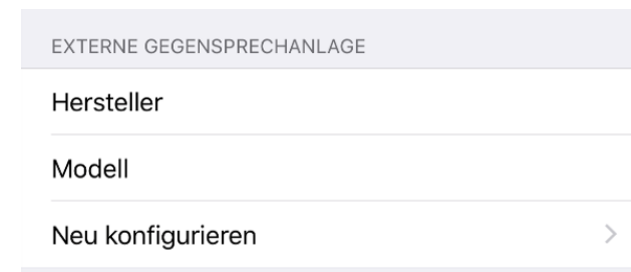 EXTERNE GEGENSPRECHANLAGE
Hersteller
Modell
Neu konfigurieren